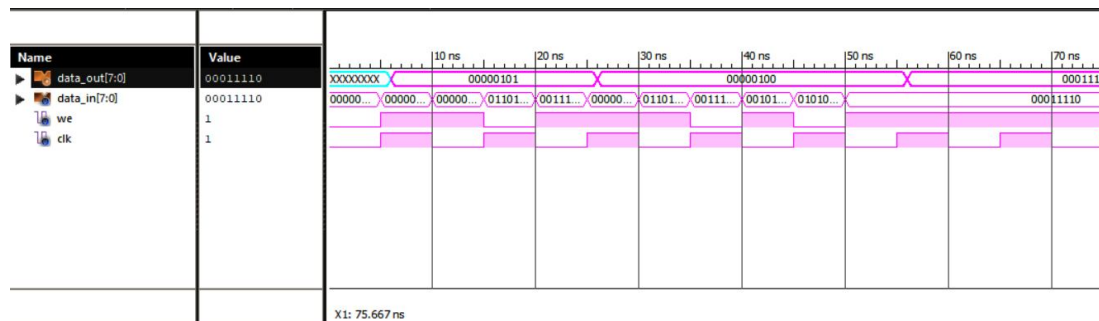 Name Value
10 ns 20 ns 30 ns 40 ns 50 ns 60 ns 70 ns
data_out[7:0] 00011110 XXXXXXXX 00000101 00000100 000111
data_in[7:0] 00011110 00000... 00000... 00000... 01101... 00111... 00000... 01101... 00111... 00101... 01010... 00011110
we 1
clk 1
X1: 75.667 ns